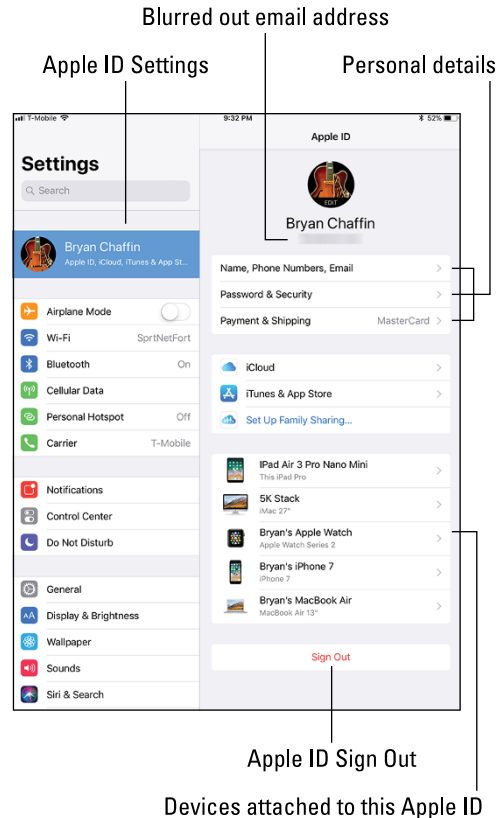 Blurred out email address
Apple ID Settings
Personal details
T-Mobile
9:32 PM
52%
Settings
Search
Bryan Chaffin
Apple ID, iCloud, iTunes & App St...
Airplane Mode
Wi-Fi SprtNetFort
Bluetooth On
Cellular Data
Personal Hotspot Off
Carrier T-Mobile
Notifications
Control Center
Do Not Disturb
General
Display & Brightness
AA
Wallpaper
Sounds
Siri & Search
Apple ID
EDIT
Bryan Chaffin
Name, Phone Numbers, Email
Password & Security
Payment & Shipping MasterCard
iCloud
iTunes & App Store
Set Up Family Sharing...
IPad Air 3 Pro Nano Mini
This iPad Pro
5K Stack
iMac 27"
Bryan's Apple Watch
Apple Watch Series 2
Bryan's iPhone 7
iPhone 7
Bryan's MacBook Air
MacBook Air 13"
Sign Out
Apple ID Sign Out
Devices attached to this Apple ID